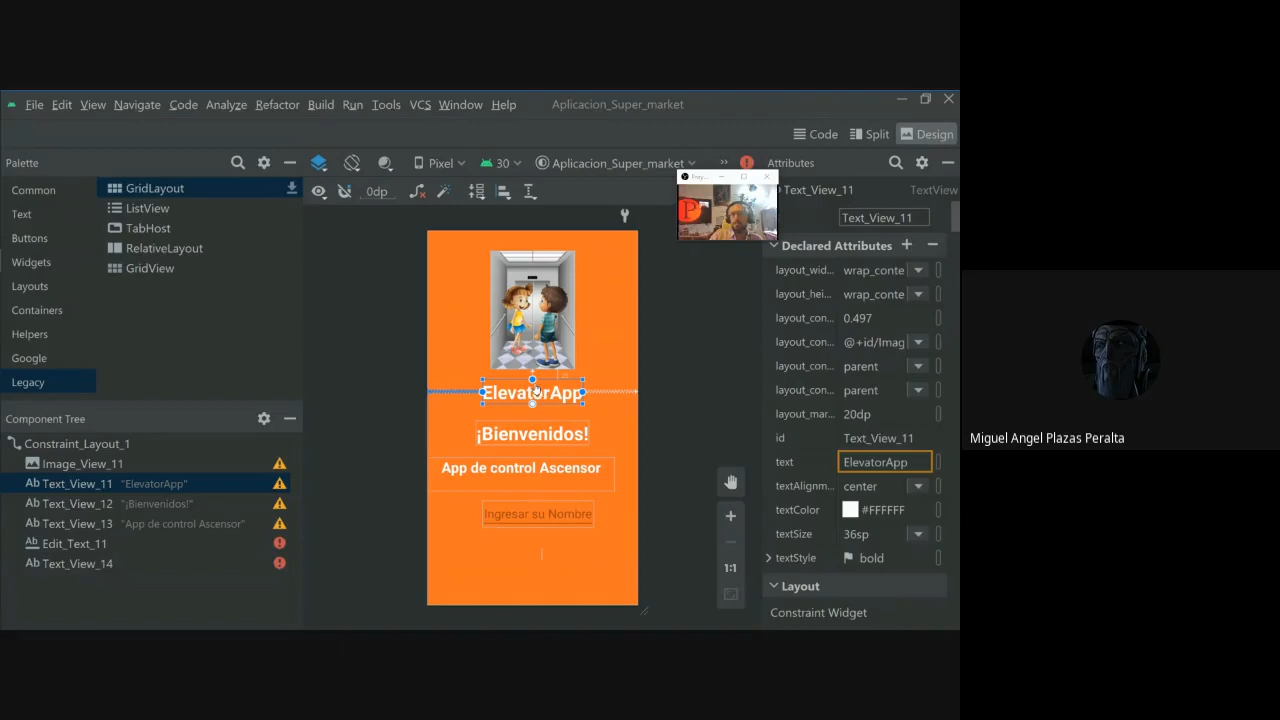 File Edit View Navigate Code Analyze Refactor Build Run Tools VCS Window Help Aplicacion_Super_market
Code Split Design
Palette
Pixel 30 Aplicacion_Super_market >> Attributes
Common
Text
Buttons
Widgets
Layouts
Containers
Helpers
Google
Legacy
GridLayout
ListView
TabHost
RelativeLayout
GridView
0dp
Component Tree
Constraint_Layout_1
Image_View_11
Ab Text_View_11 "ElevatorApp"
Ab Text_View_12 "¡Bienvenidos!"
Ab Text_View_13 "App de control Ascensor"
Ab Edit_Text_11
Ab Text_View_14
ElevatorApp
¡Bienvenidos!
App de control Ascensor
Ingresar su Nombre
1:1
P
Text_View_11 TextView
Text_View_11
Declared Attributes
layout_wid... wrap_conte
layout_hei... wrap_conte
layout_con... 0.497
layout_con... @+id/Imag
layout_con... parent
layout_con... parent
layout_mar... 20dp
id Text_View_11
text ElevatorApp
textAlignm... center
textColor #FFFFFF
textSize 36sp
textStyle bold
Layout
Constraint Widget
Miguel Angel Plazas Peralta